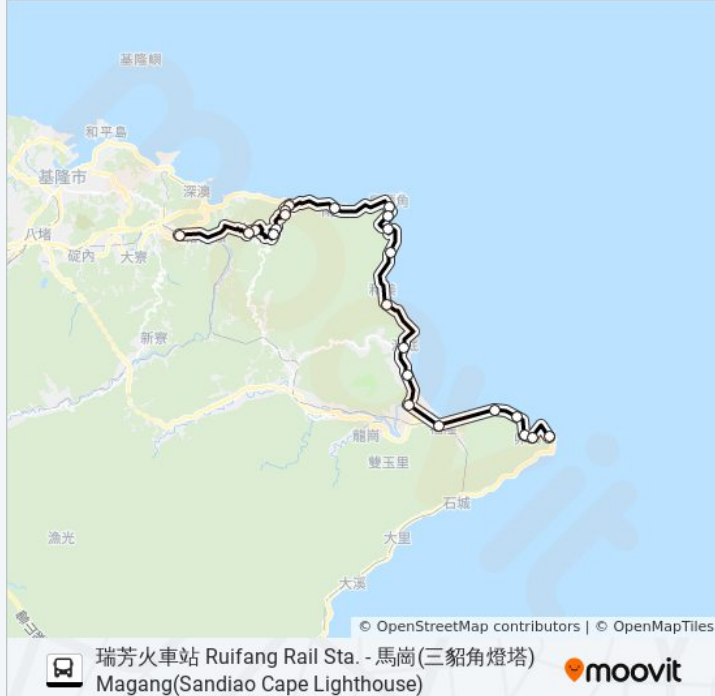 基隆嶼
和平島
基隆市
深澳
八堵
碇內
大寮
新寮
龍崗
雙玉里
石城
漁光
大里
大溪
© OpenStreetMap contributors | © OpenMapTiles
瑞芳火車站 Ruifang Rail Sta. - 馬崗(三貂角燈塔)
Magang(Sandiao Cape Lighthouse)
moovit